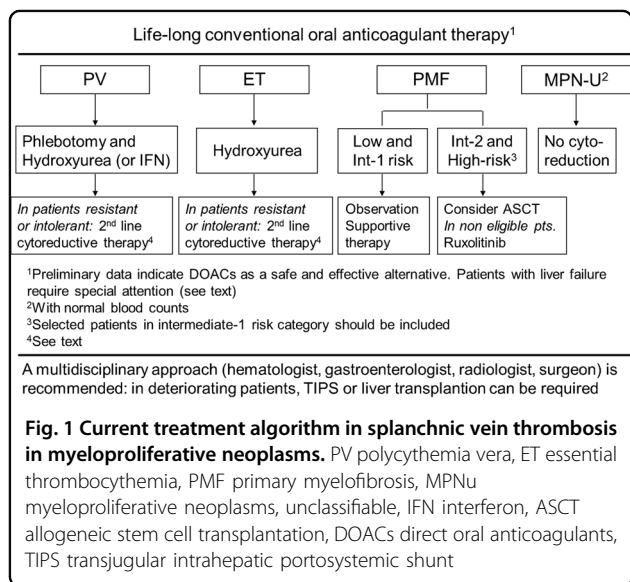 Life-long conventional oral anticoagulant therapy1
PV ET PMF MPN-U2
Phlebotomy and
Hydroxyurea (or IFN)
Hydroxyurea
Low and
Int-1 risk
Int-2 and
High-risk3
No cyto-
reduction
In patients resistant
or intolerant: 2nd line
cytoreductive therapy4
In patients resistant
or intolerant: 2nd line
cytoreductive therapy4
Observation
Supportive
therapy
Consider ASCT
In non eligible pts.
Ruxolitinib
1Preliminary data indicate DOACs as a safe and effective alternative. Patients with liver failure
require special attention (see text)
2With normal blood counts
3Selected patients in intermediate-1 risk category should be included
4See text
A multidisciplinary approach (hematologist, gastroenterologist, radiologist, surgeon) is
recommended: in deteriorating patients, TIPS or liver transplantion can be required
Fig. 1 Current treatment algorithm in splanchnic vein thrombosis
in myeloproliferative neoplasms. PV polycythemia vera, ET essential
thrombocythemia, PMF primary myelofibrosis, MPNu
myeloproliferative neoplasms, unclassifiable, IFN interferon, ASCT
allogeneic stem cell transplantation, DOACs direct oral anticoagulants,
TIPS transjugular intrahepatic portosystemic shunt